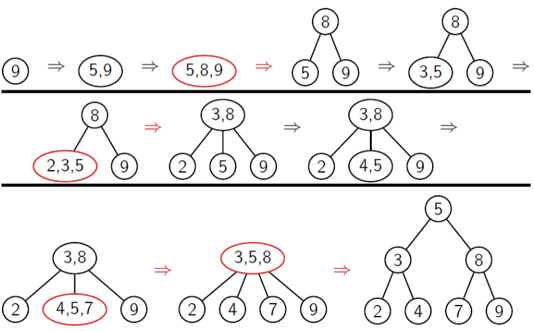 8 8
9 ⇒ 5,9 ⇒ 5,8,9 ⇒ 5 9 ⇒ 3,5 9 ⇒
8 ⇒ 3,8 ⇒ 3,8 ⇒
2,3,5 9 2 5 9 2 4,5 9
5
3,8 ⇒ 3,5,8 ⇒ 3 8
2 4,5,7 9 2 4 7 9 2 4 7 9